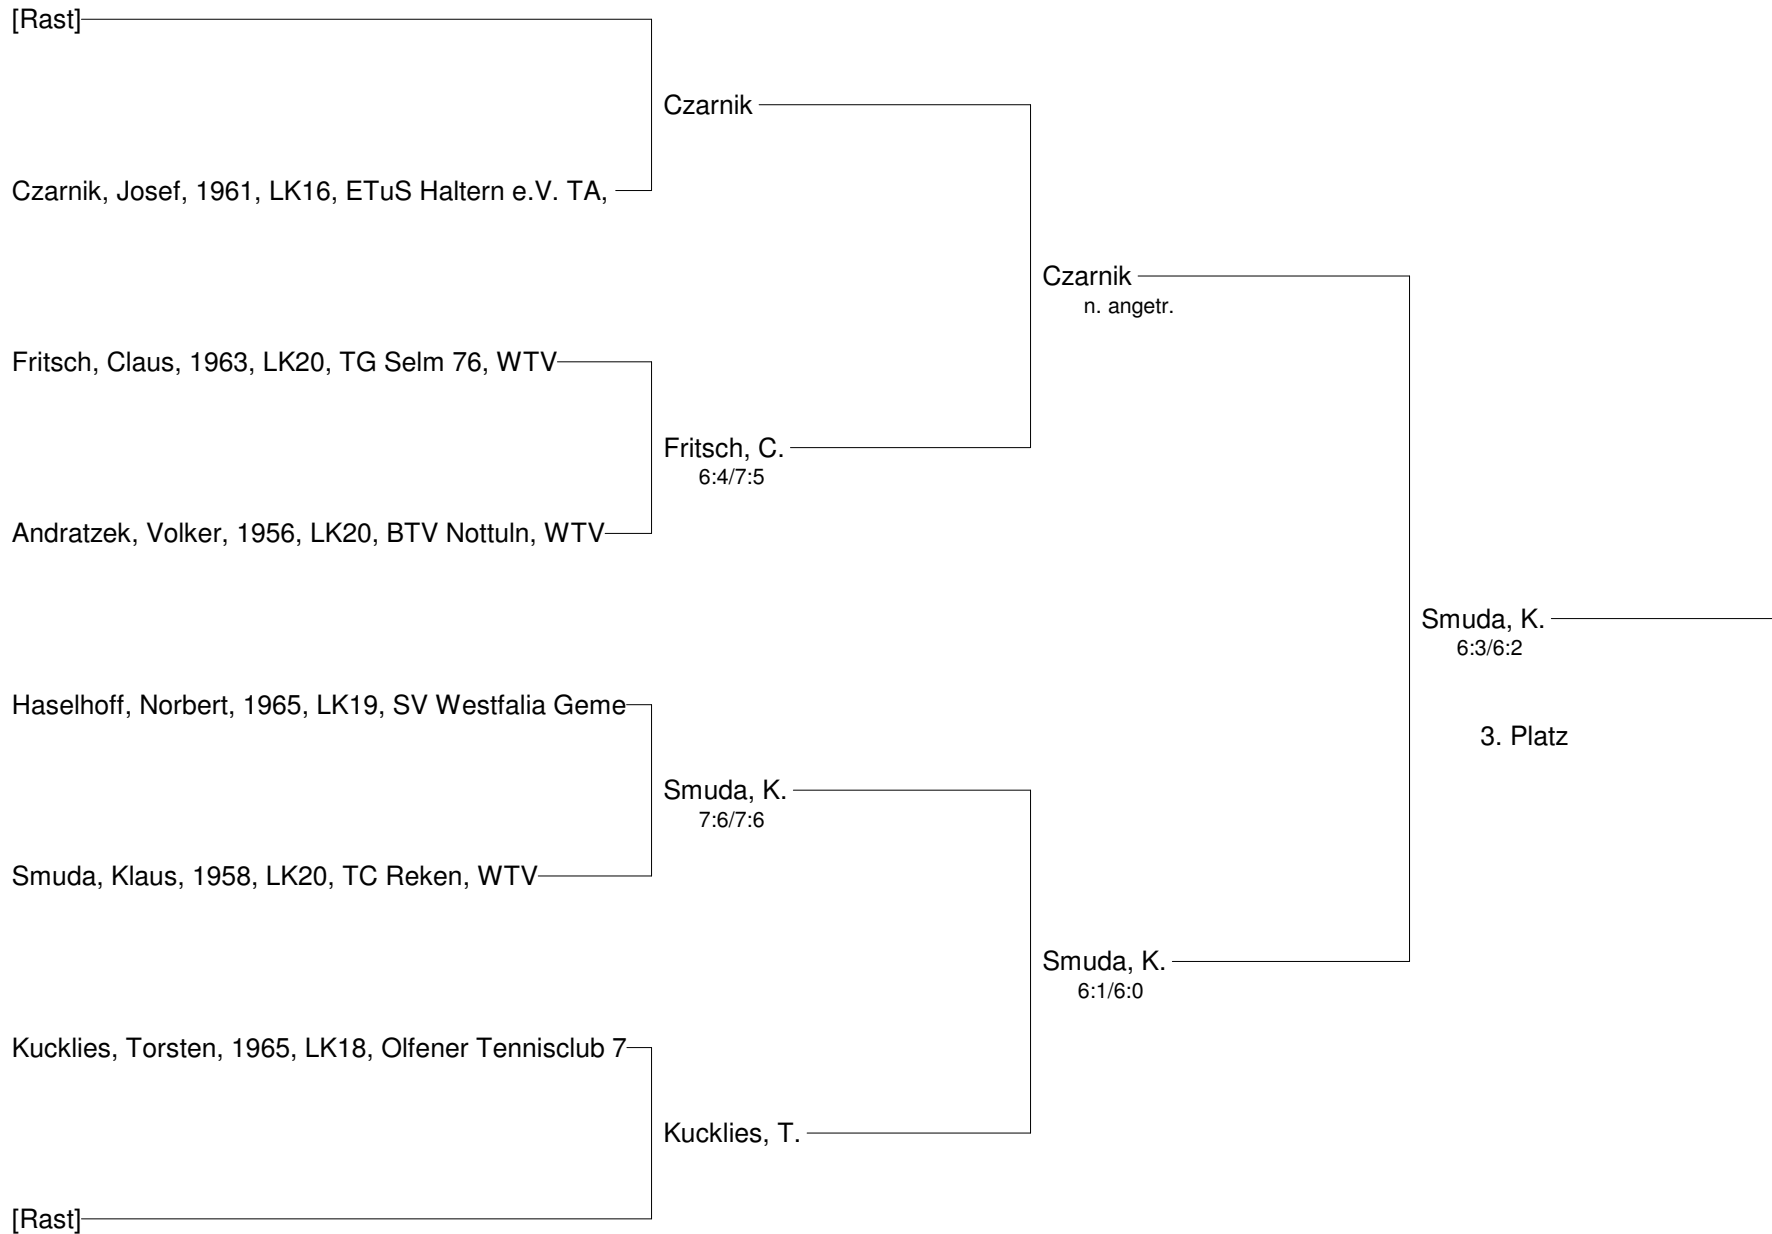 [Rast]
Czarnik
Czarnik, Josef, 1961, LK16, ETuS Haltern e.V. TA,
Czarnik
n. angetr.
Fritsch, Claus, 1963, LK20, TG Selm 76, WTV
Fritsch, C.
6:4/7:5
Andratzek, Volker, 1956, LK20, BTV Nottuln, WTV
Smuda, K.
6:3/6:2
Haselhoff, Norbert, 1965, LK19, SV Westfalia Geme
3. Platz
Smuda, K.
7:6/7:6
Smuda, Klaus, 1958, LK20, TC Reken, WTV
Smuda, K.
6:1/6:0
Kucklies, Torsten, 1965, LK18, Olfener Tennisclub 7
Kucklies, T.
[Rast]